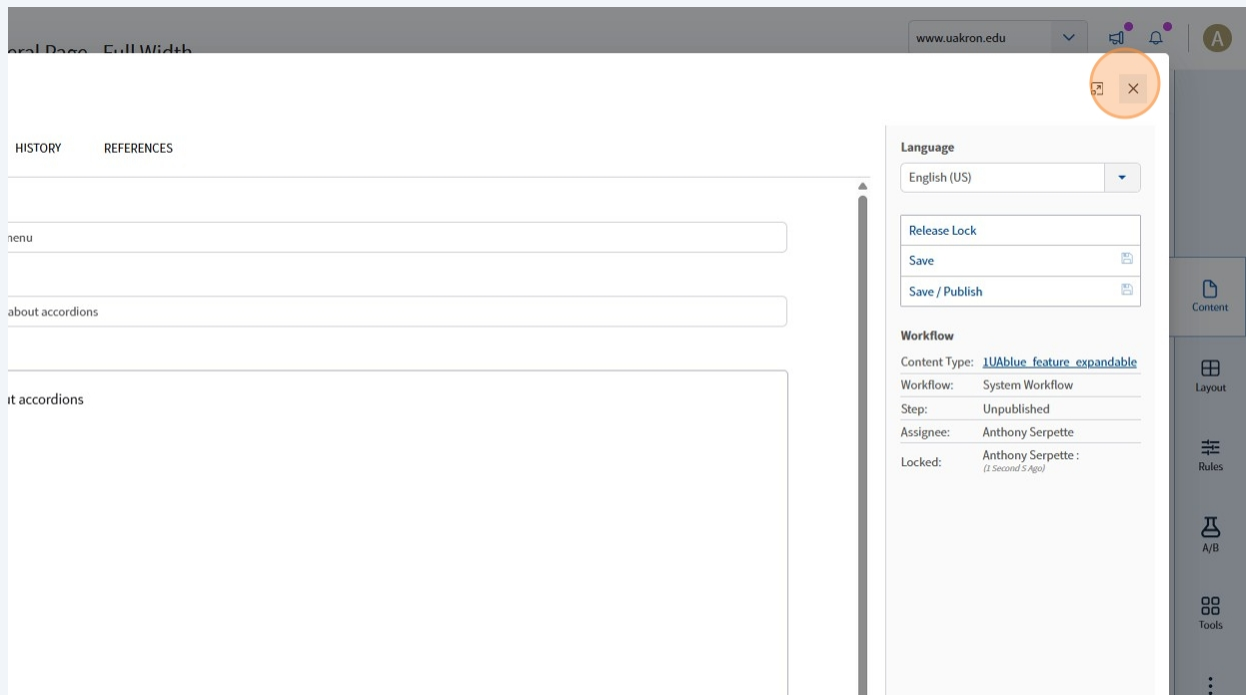 eral Page - Full Width
www.uakron.edu
A
HISTORY REFERENCES
menu
about accordions
ut accordions
Language
English (US)
Release Lock
Save
Save / Publish
Workflow
Content Type: 1UAblue_feature_expandable
Workflow: System Workflow
Step: Unpublished
Assignee: Anthony Serpette
Locked: Anthony Serpette :
(1 Second S Ago)
Content
Layout
Rules
A/B
Tools